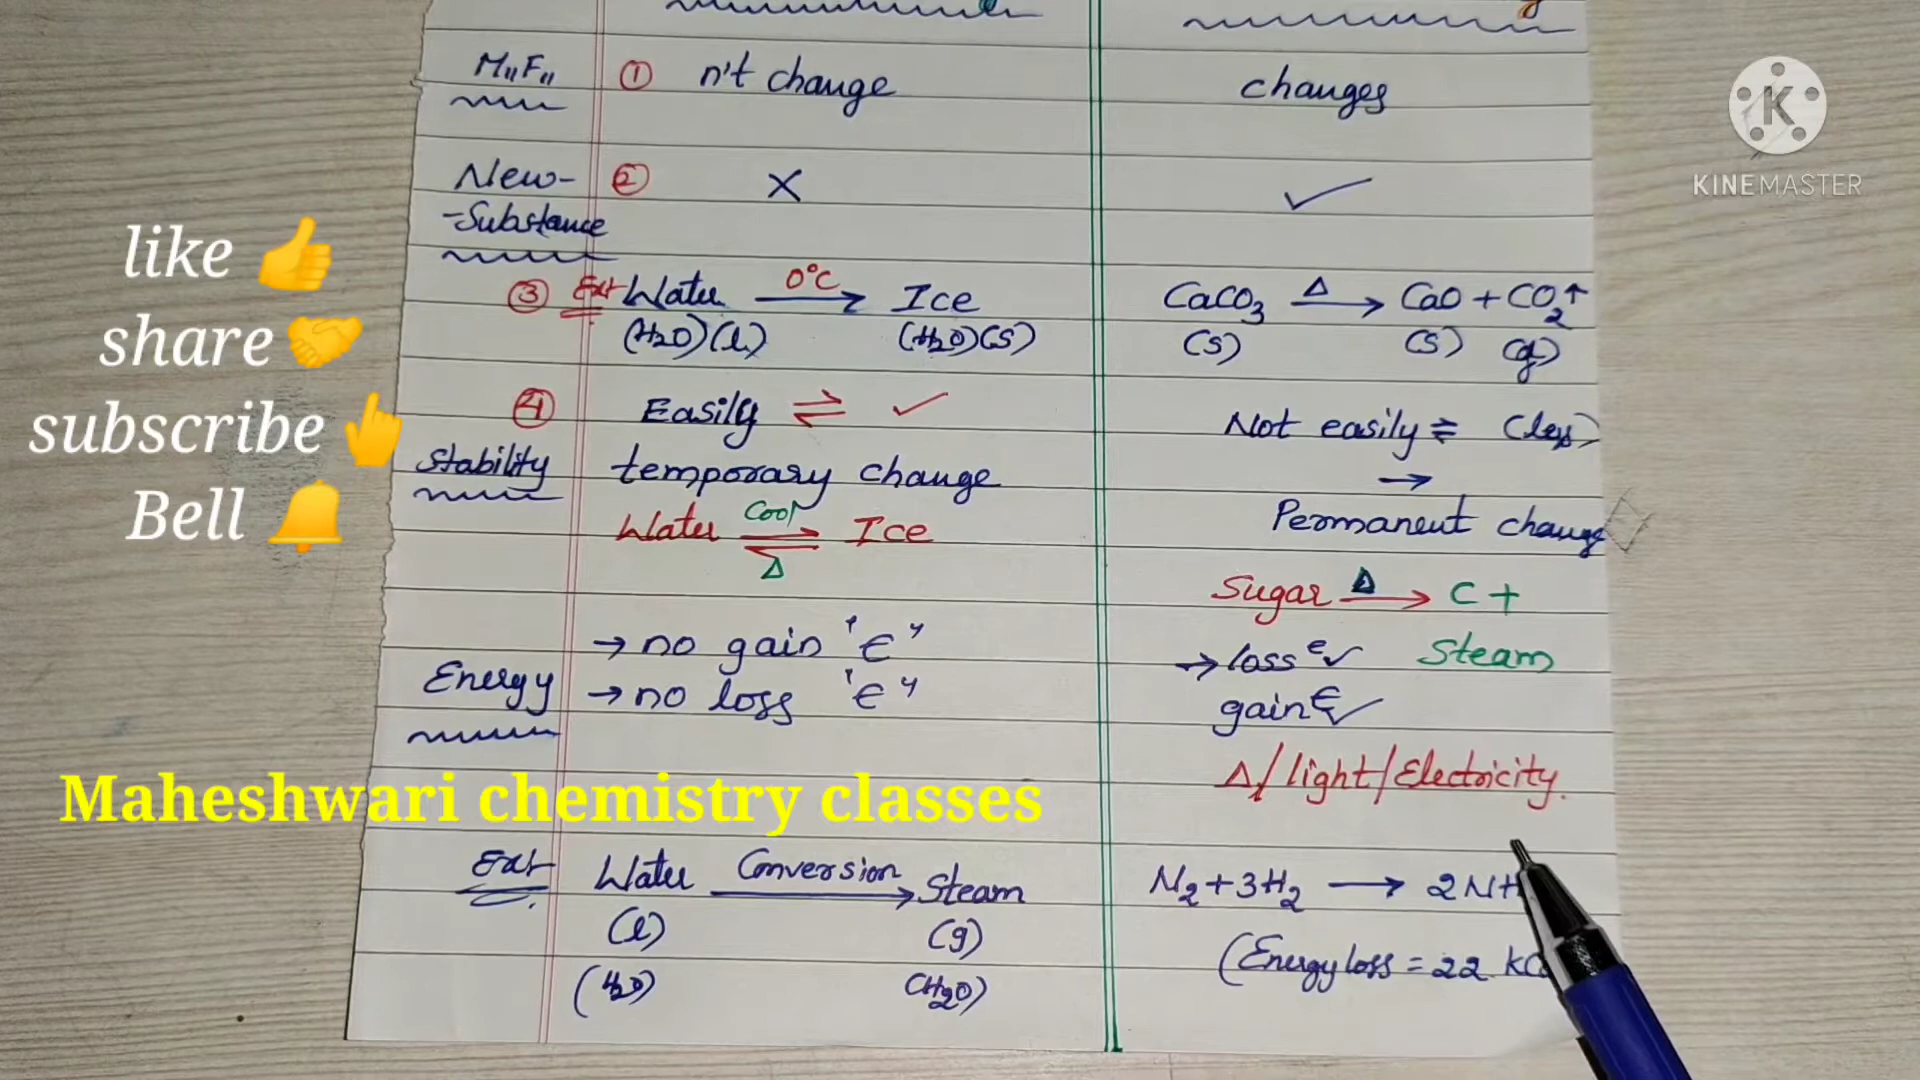 M"F" ① n't change changes
New- ② X ✓
-Substance
③ Ex+ Water 0°C → Ice CaCO3 Δ → CaO + CO2↑
(H2O)(l) (H2O)(S) (S) (S) (g)
④ Easily ⇌ ✓ Not easily ⇌ (less)
→
Stability temporary change Permanent change
Water Cool ⇌ Δ Ice
Sugar Δ → C +
Steam
→ no gain 'E" → loss e ✓
Energy → no loss 'E" gain E ✓
Δ/light/Electricity.
Ex+ Water Conversion → Steam N2 + 3H2 → 2NH
(l) (g) (Energy loss = 22 kC
(H2O) (H2O)
like 👍
share 🤝
subscribe 👆
Bell 🔔
Maheshwari chemistry classes
K
KINEMASTER